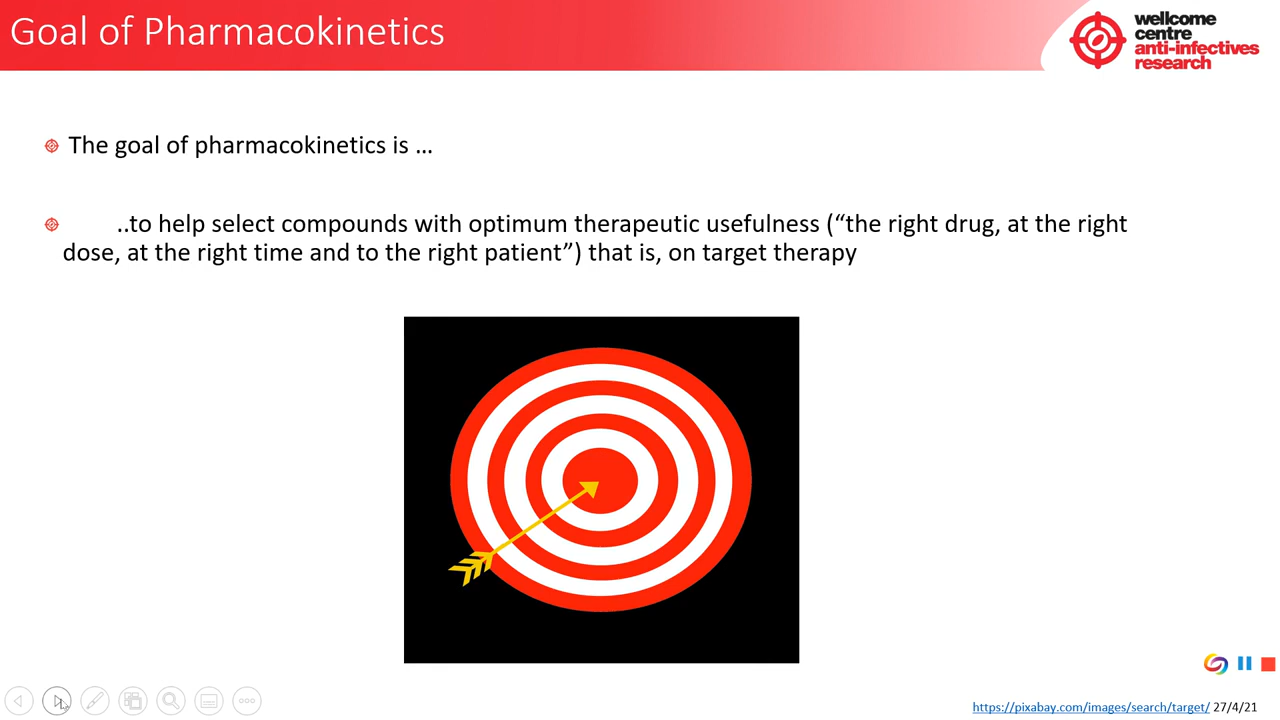 Goal of Pharmacokinetics
wellcome
centre
anti-infectives
research
The goal of pharmacokinetics is …
..to help select compounds with optimum therapeutic usefulness (“the right drug, at the right
dose, at the right time and to the right patient”) that is, on target therapy
https://pixabay.com/images/search/target/ 27/4/21